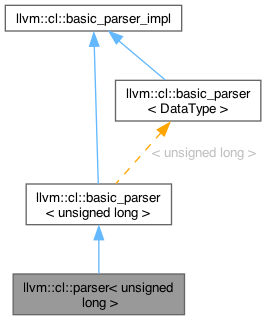 llvm::cl::basic_parser_impl
llvm::cl::basic_parser
< DataType >
< unsigned long >
llvm::cl::basic_parser
< unsigned long >
llvm::cl::parser< unsigned
long >